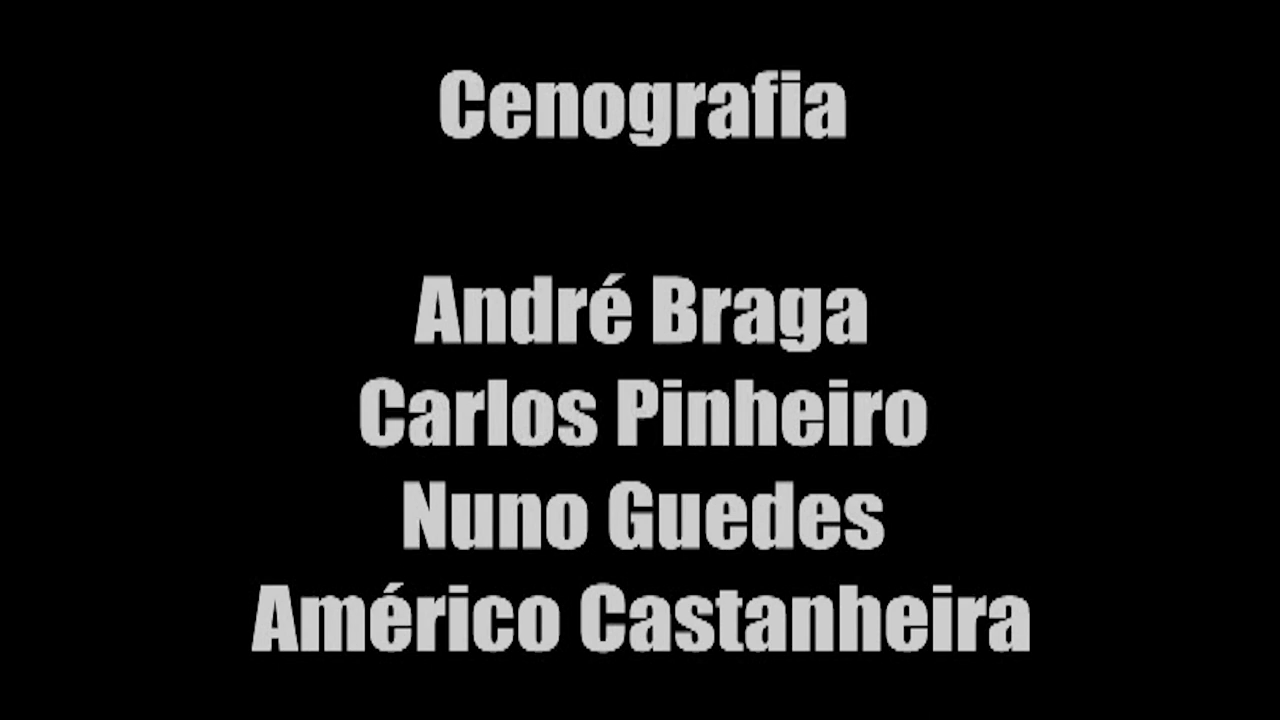 Cenografia
André Braga
Carlos Pinheiro
Nuno Guedes
Américo Castanheira